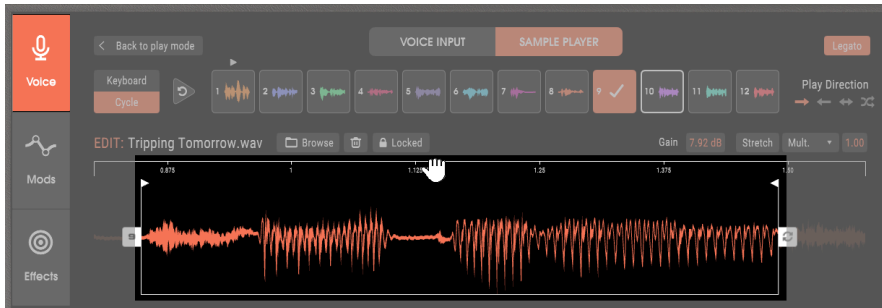 VOICE INPUT
SAMPLE PLAYER
Back to play mode
Legato
Voice
Keyboard
Cycle
1
2
3
4
5
6
7
8
9
10
11
12
Play Direction
EDIT: Tripping Tomorrow.wav
Browse
Locked
Gain
7.92 dB
Stretch
Mult.
1.00
0.875
1
1.25
1.375
1.50
Mods
Effects